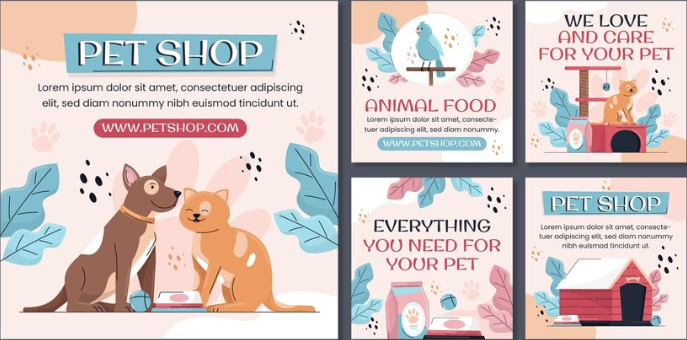 PET SHOP
Lorem ipsum dolor sit amet, consectetuer adipiscing
elit, sed diam nonummy nibh euismod tincidunt ut.
WWW.PETSHOP.COM
ANIMAL FOOD
Lorem ipsum dolor sit amet, consecte-
tuer adipiscing elit, sed diam nonummy.
WWW.PETSHOP.COM
WE LOVE
AND CARE
FOR YOUR PET
EVERYTHING
YOU NEED FOR
YOUR PET
PET SHOP
Lorem ipsum dolor sit amet, consecte-
tuer adipiscing elit, sed diam nonummy
nibh euismod tincidunt ut.